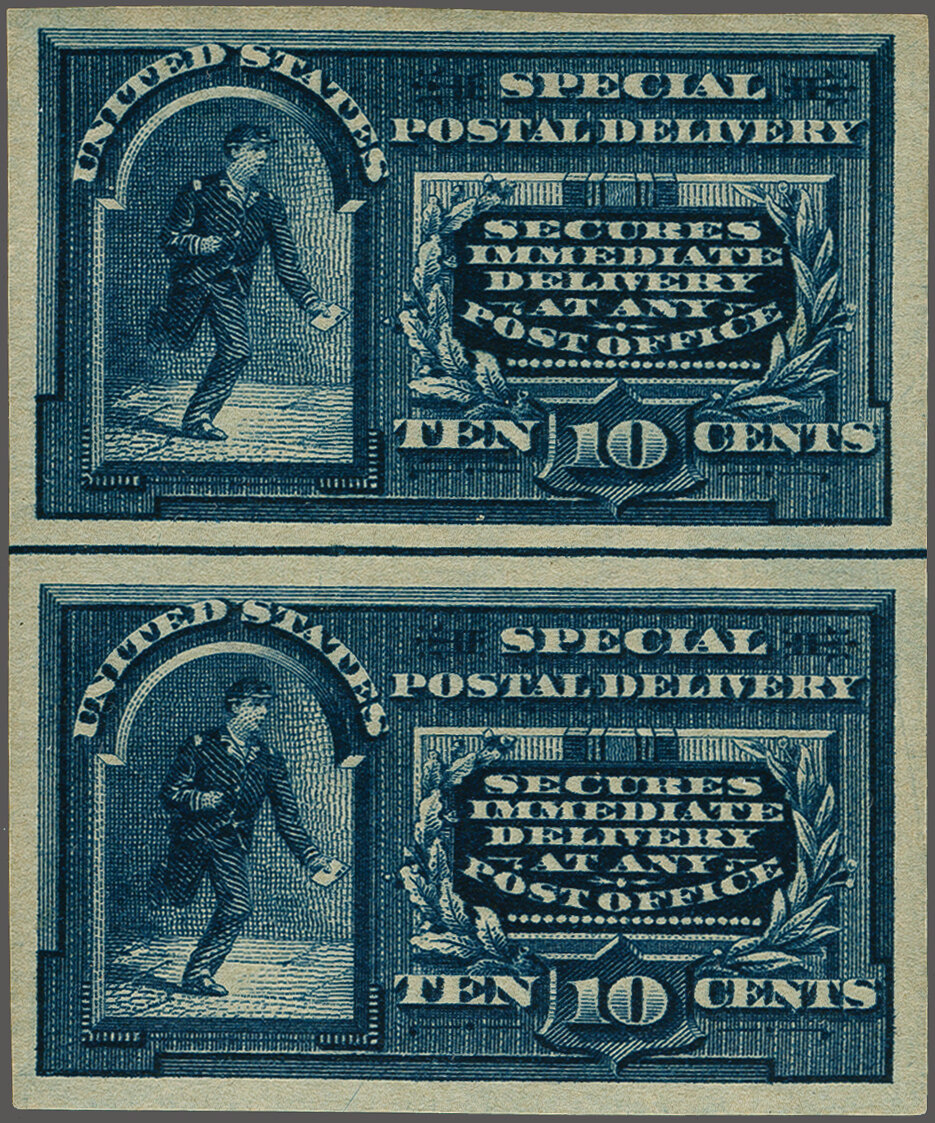 UNITED STATES
SPECIAL
POSTAL DELIVERY
SECURES
IMMEDIATE
DELIVERY
AT ANY
POST OFFICE
TEN 10 CENTS
UNITED STATES
SPECIAL
POSTAL DELIVERY
SECURES
IMMEDIATE
DELIVERY
AT ANY
POST OFFICE
TEN 10 CENTS